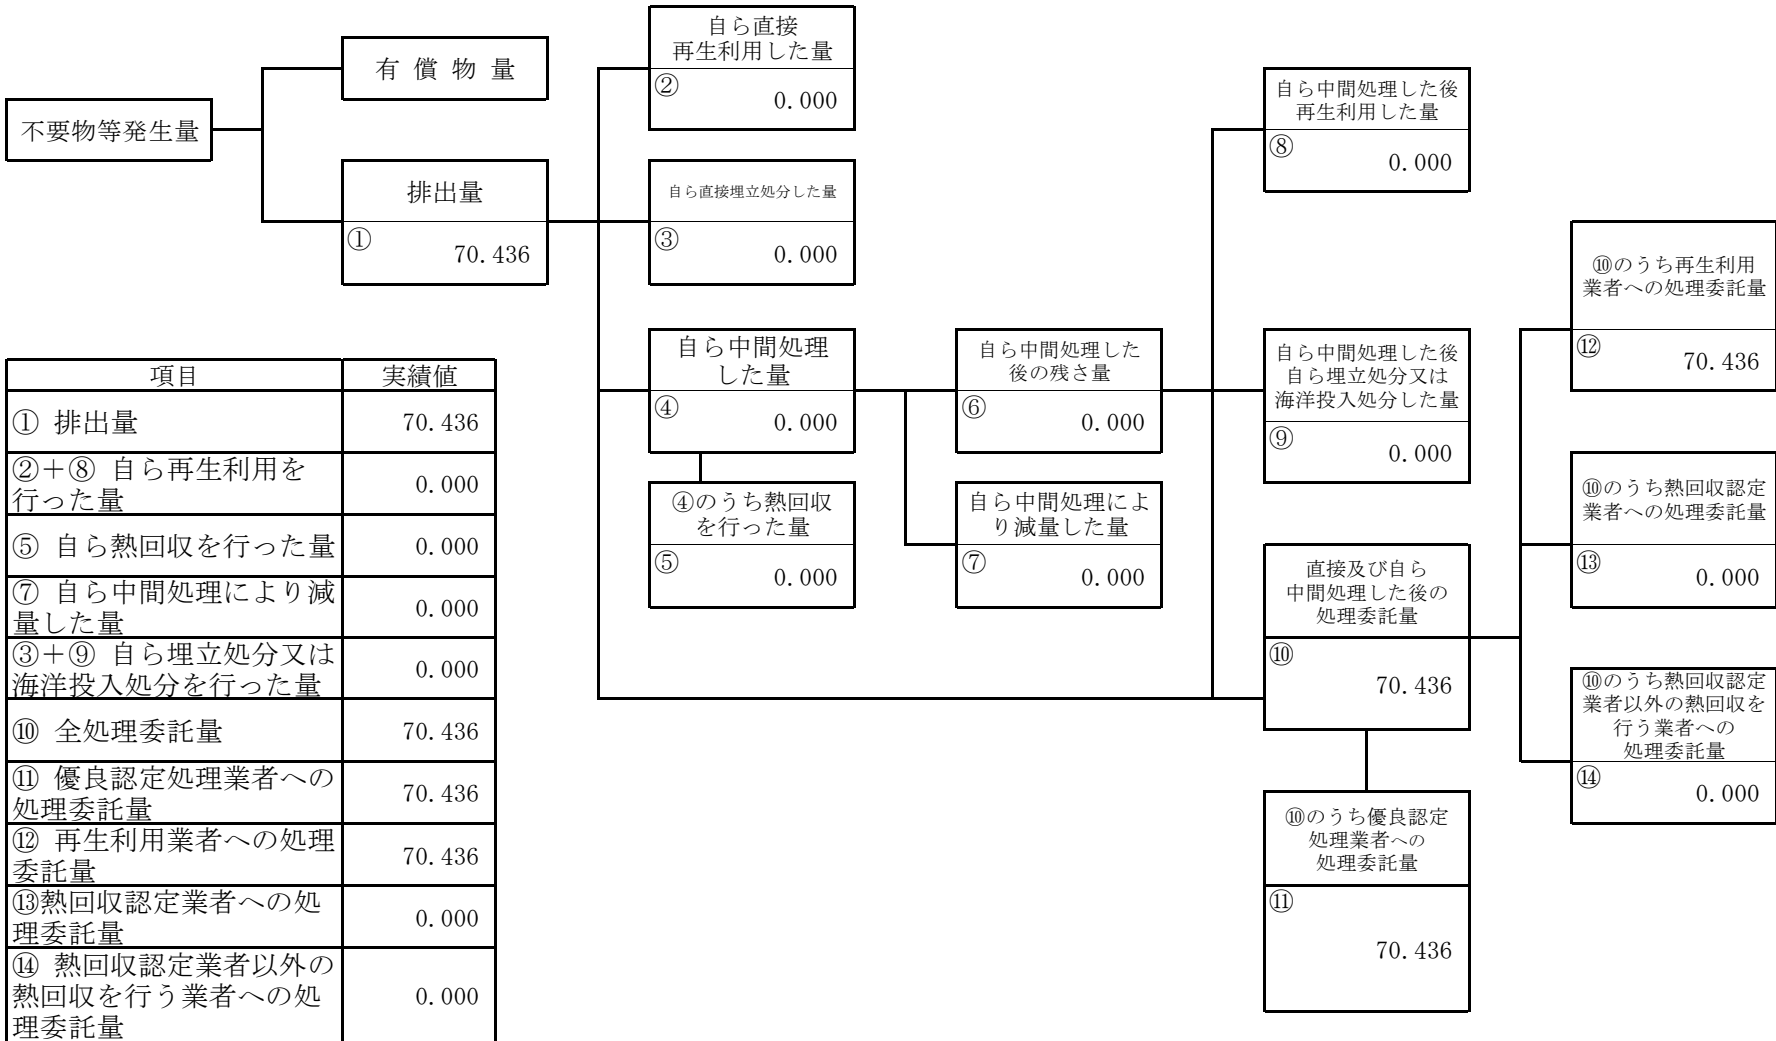 不要物等発生量
有 償 物 量
排出量
①
70.436
自ら直接
再生利用した量
②
0.000
自ら直接埋立処分した量
③
0.000
自ら中間処理
した量
④
0.000
④のうち熱回収
を行った量
⑤
0.000
自ら中間処理した
後の残さ量
⑥
0.000
自ら中間処理によ
り減量した量
⑦
0.000
自ら中間処理した後
再生利用した量
⑧
0.000
自ら中間処理した後
自ら埋立処分又は
海洋投入処分した量
⑨
0.000
直接及び自ら
中間処理した後の
処理委託量
⑩
70.436
⑩のうち優良認定
処理業者への
処理委託量
⑪
70.436
⑩のうち再生利用
業者への処理委託量
⑫
70.436
⑩のうち熱回収認定
業者への処理委託量
⑬
0.000
⑩のうち熱回収認定
業者以外の熱回収を
行う業者への
処理委託量
⑭
0.000
項目 実績値
① 排出量 70.436
②＋⑧ 自ら再生利用を
行った量 0.000
⑤ 自ら熱回収を行った量 0.000
⑦ 自ら中間処理により減
量した量 0.000
③＋⑨ 自ら埋立処分又は
海洋投入処分を行った量 0.000
⑩ 全処理委託量 70.436
⑪ 優良認定処理業者への
処理委託量 70.436
⑫ 再生利用業者への処理
委託量 70.436
⑬熱回収認定業者への処
理委託量 0.000
⑭ 熱回収認定業者以外の
熱回収を行う業者への処
理委託量 0.000